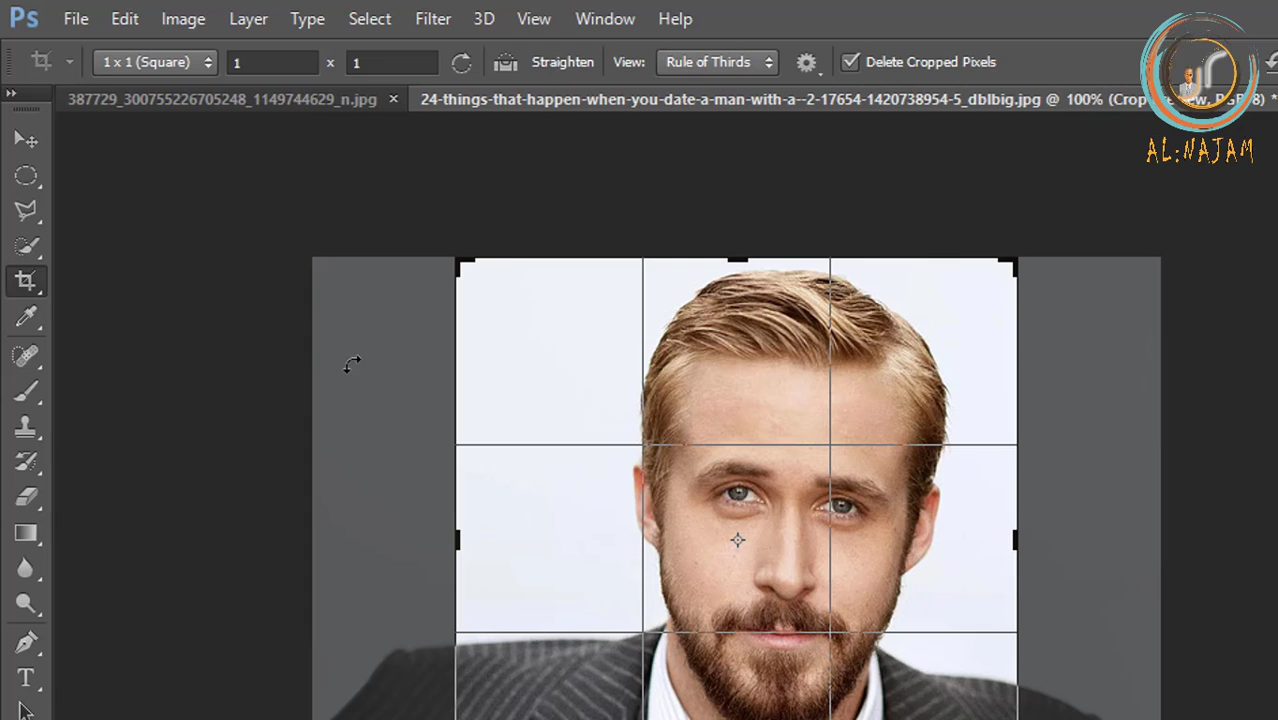 Ps File Edit Image Layer Type Select Filter 3D View Window Help
1 x 1 (Square) 1 x 1 Straighten View: Rule of Thirds Delete Cropped Pixels
387729_300755226705248_1149744629_n.jpg × 24-things-that-happen-when-you-date-a-man-with-a--2-17654-1420738954-5_dblbig.jpg @ 100% (Crop *
AL:NAJAM
T